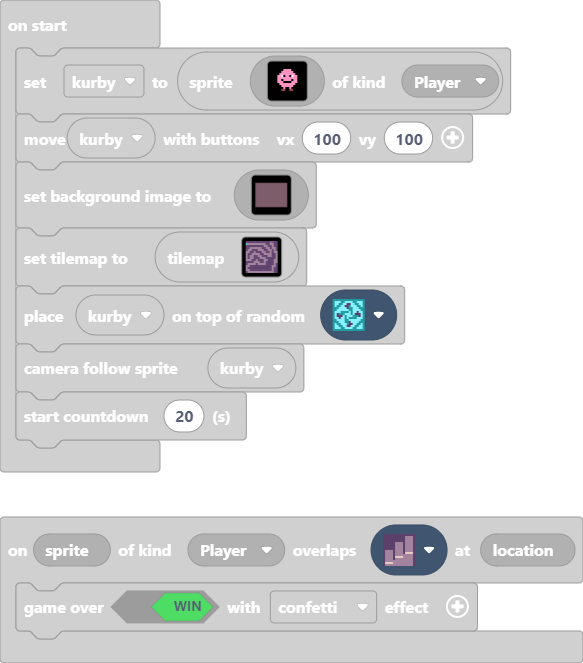 on start
set kurby to sprite of kind Player
move kurby with buttons vx 100 vy 100
set background image to
set tilemap to tilemap
place kurby on top of random
camera follow sprite kurby
start countdown 20 (s)
on sprite of kind Player overlaps at location
game over WIN with confetti effect